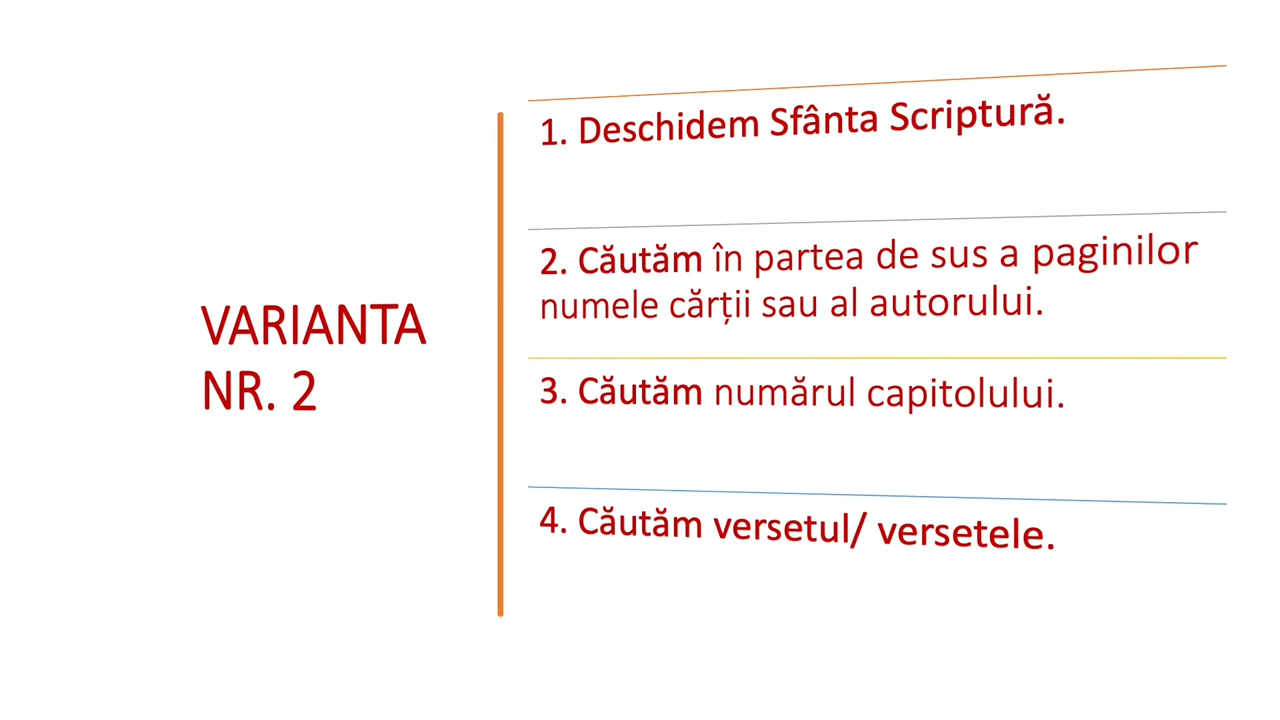 VARIANTA
NR. 2
1. Deschidem Sfânta Scriptură.
2. Căutăm în partea de sus a paginilor
numele cărții sau al autorului.
3. Căutăm numărul capitolului.
4. Căutăm versetul/ versetele.